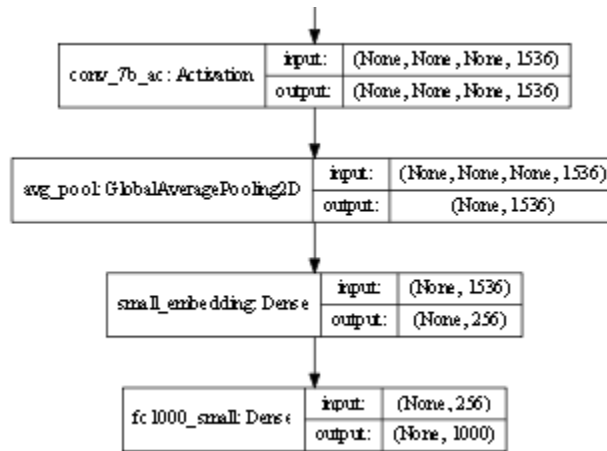 conv_7b_ac: Activation
input: (None, None, None, 1536)
output: (None, None, None, 1536)
avg_pool: GlobalAveragePooling2D
input: (None, None, None, 1536)
output: (None, 1536)
small_embedding: Dense
input: (None, 1536)
output: (None, 256)
fc1000_small: Dense
input: (None, 256)
output: (None, 1000)